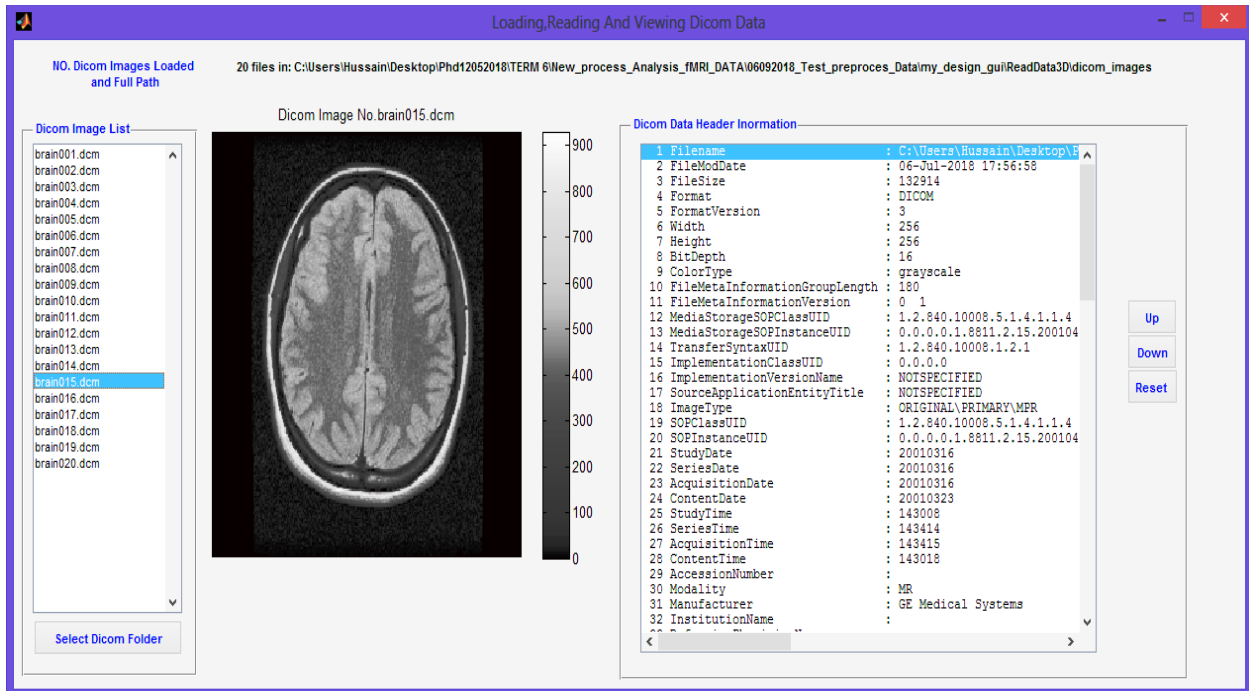 Loading,Reading And Viewing Dicom Data
NO. Dicom Images Loaded
and Full Path
20 files in: C:\Users\Hussain\Desktop\Phd12052018\TERM 6\New_process_Analysis_fMRI_DATA\06092018_Test_preproces_Data\my_design_gui\ReadData3D\dicom_images
Dicom Image List
brain001.dcm
brain002.dcm
brain003.dcm
brain004.dcm
brain005.dcm
brain006.dcm
brain007.dcm
brain008.dcm
brain009.dcm
brain010.dcm
brain011.dcm
brain012.dcm
brain013.dcm
brain014.dcm
brain015.dcm
brain016.dcm
brain017.dcm
brain018.dcm
brain019.dcm
brain020.dcm
Select Dicom Folder
Dicom Image No.brain015.dcm
900
800
700
600
500
400
300
200
100
0
Dicom Data Header Inormation
1 Filename : C:\Users\Hussain\Desktop\P
2 FileModDate : 06-Jul-2018 17:56:58
3 FileSize : 132914
4 Format : DICOM
5 FormatVersion : 3
6 Width : 256
7 Height : 256
8 BitDepth : 16
9 ColorType : grayscale
10 FileMetaInformationGroupLength : 180
11 FileMetaInformationVersion : 0 1
12 MediaStorageSOPClassUID : 1.2.840.10008.5.1.4.1.1.4
13 MediaStorageSOPInstanceUID : 0.0.0.0.1.8811.2.15.200104
14 TransferSyntaxUID : 1.2.840.10008.1.2.1
15 ImplementationClassUID : 0.0.0.0
16 ImplementationVersionName : NOTSPECIFIED
17 SourceApplicationEntityTitle : NOTSPECIFIED
18 ImageType : ORIGINAL\PRIMARY\MPR
19 SOPClassUID : 1.2.840.10008.5.1.4.1.1.4
20 SOPInstanceUID : 0.0.0.0.1.8811.2.15.200104
21 StudyDate : 20010316
22 SeriesDate : 20010316
23 AcquisitionDate : 20010316
24 ContentDate : 20010323
25 StudyTime : 143008
26 SeriesTime : 143414
27 AcquisitionTime : 143415
28 ContentTime : 143018
29 AccessionNumber :
30 Modality : MR
31 Manufacturer : GE Medical Systems
32 InstitutionName :
Up
Down
Reset